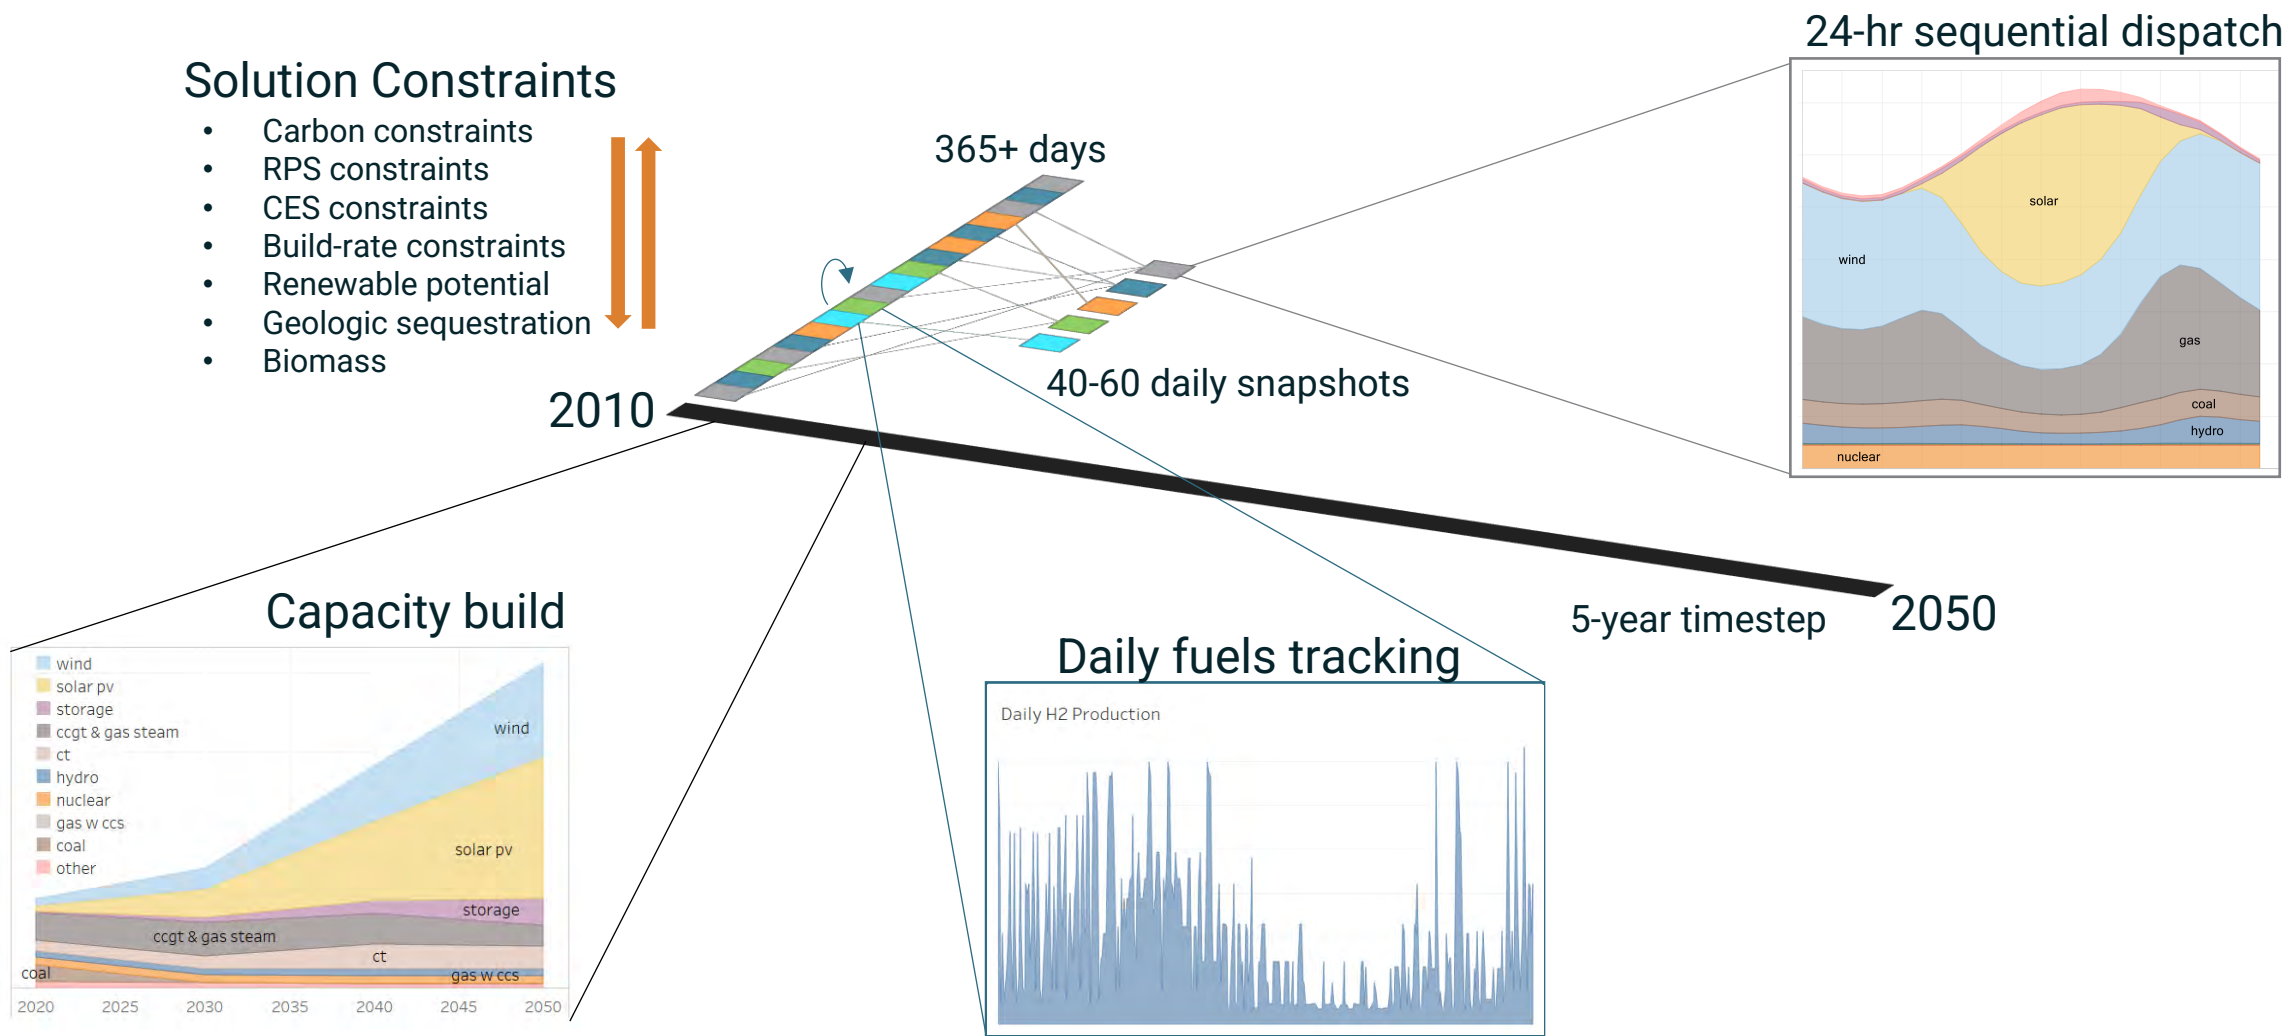 24-hr sequential dispatch
Solution Constraints
• Carbon constraints
• RPS constraints
• CES constraints
• Build-rate constraints
• Renewable potential
• Geologic sequestration
• Biomass
365+ days
40-60 daily snapshots
solar
wind
gas
coal
hydro
nuclear
2010
5-year timestep
2050
Capacity build
wind
solar pv
storage
ccgt & gas steam
ct
hydro
nuclear
gas w ccs
coal
other
wind
solar pv
storage
ccgt & gas steam
ct
coal
gas w ccs
2020 2025 2030 2035 2040 2045 2050
Daily fuels tracking
Daily H2 Production